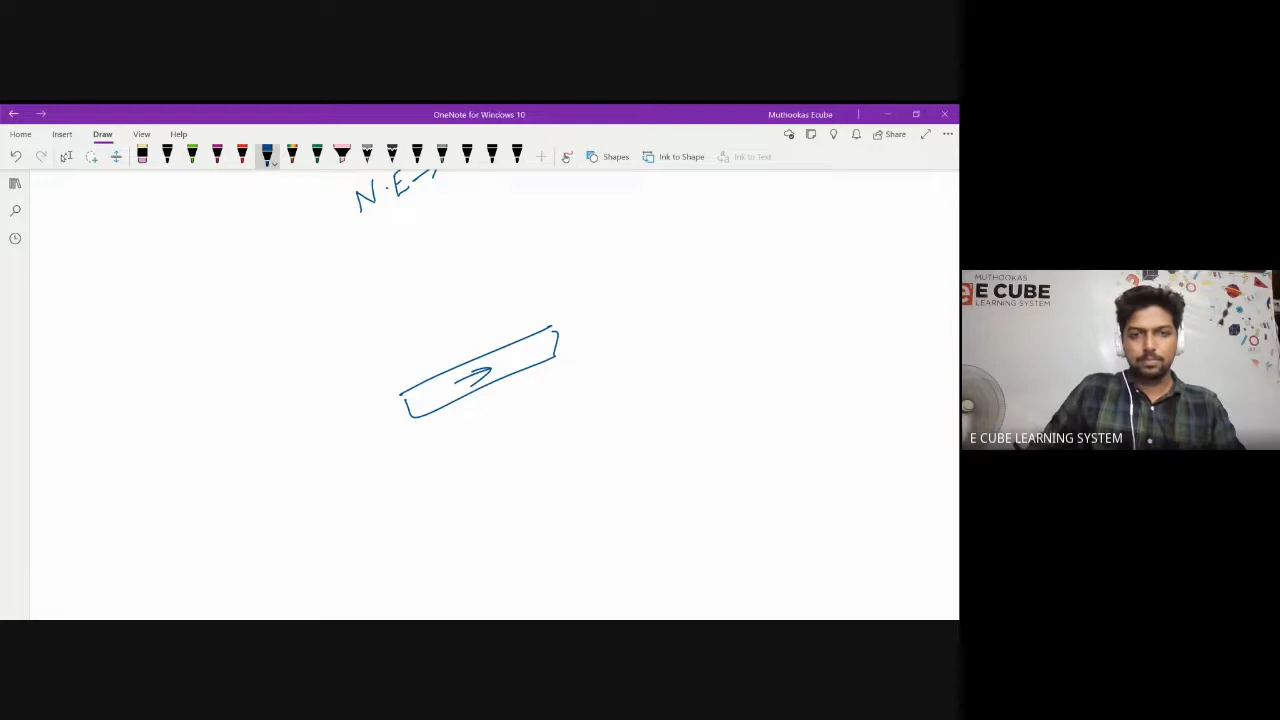 OneNote for Windows 10
Muthookas Ecube
Home Insert Draw View Help
Share
Shapes Ink to Shape Ink to Text
N.E→
MUTHOOKAS
E CUBE
LEARNING SYSTEM
E CUBE LEARNING SYSTEM